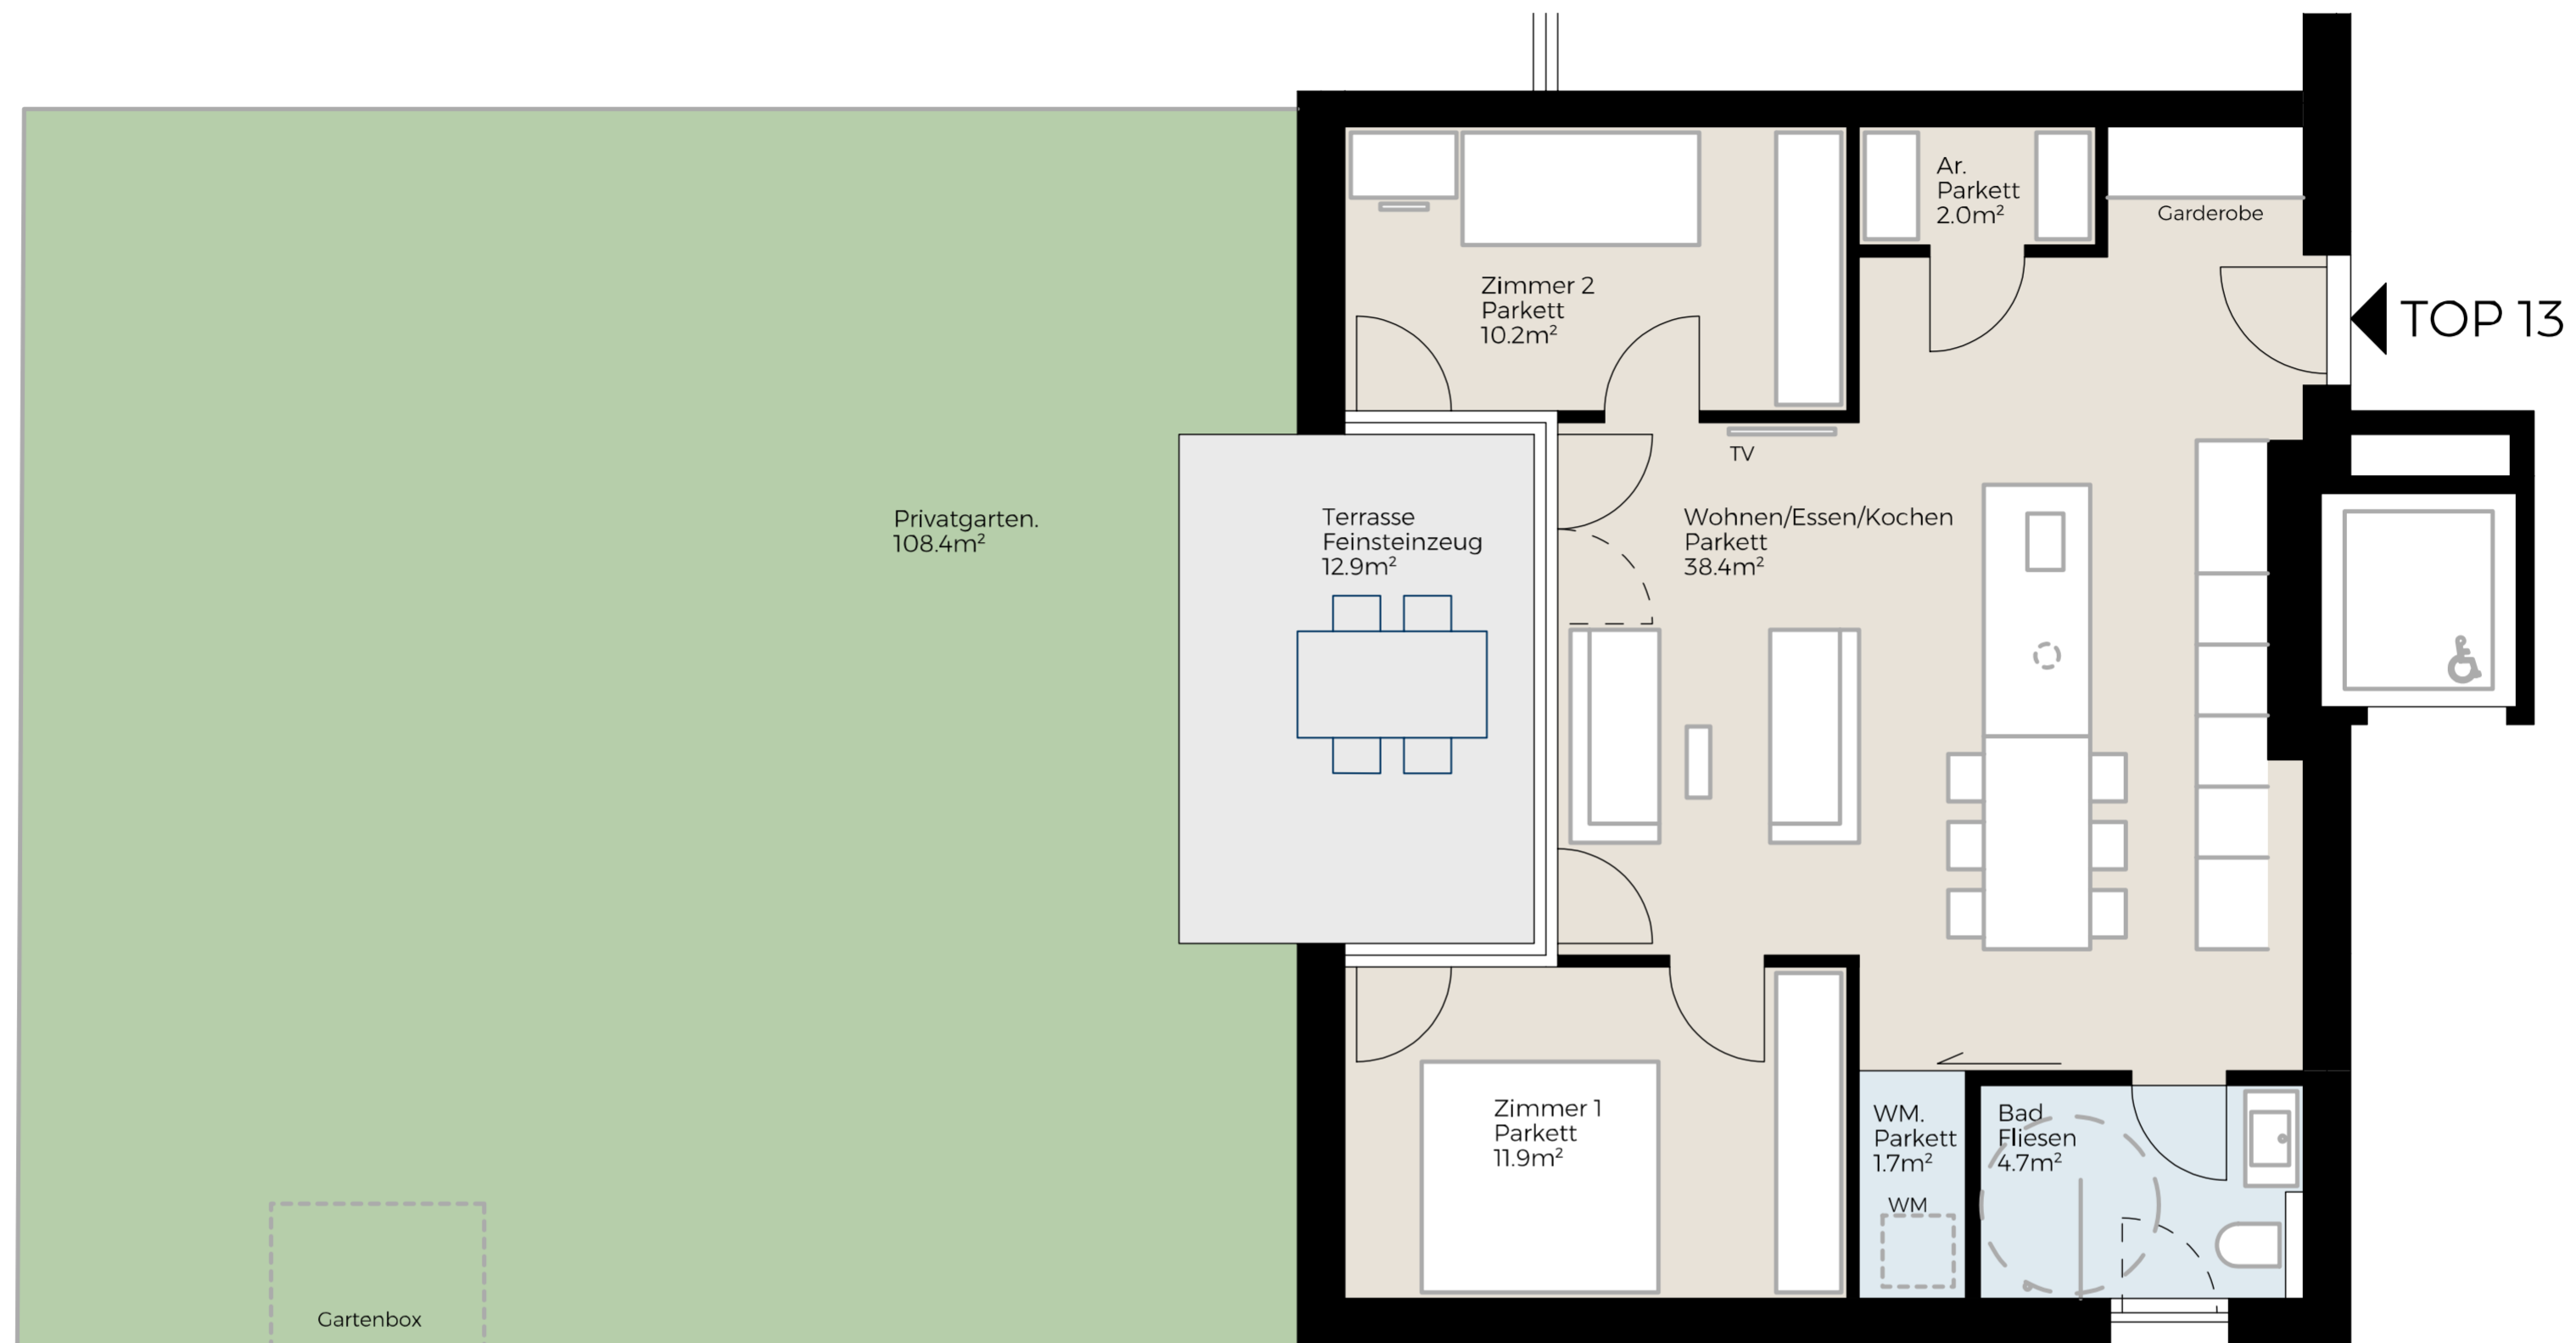 Ar.
Parkett
2.0m²
Garderobe
Zimmer 2
Parkett
10.2m²
TOP 13
TV
Privatgarten.
108.4m²
Terrasse
Feinsteinzeug
12.9m²
Wohnen/Essen/Kochen
Parkett
38.4m²
Zimmer 1
Parkett
11.9m²
WM.
Parkett
1.7m²
WM
Bad
Fliesen
4.7m²
Gartenbox